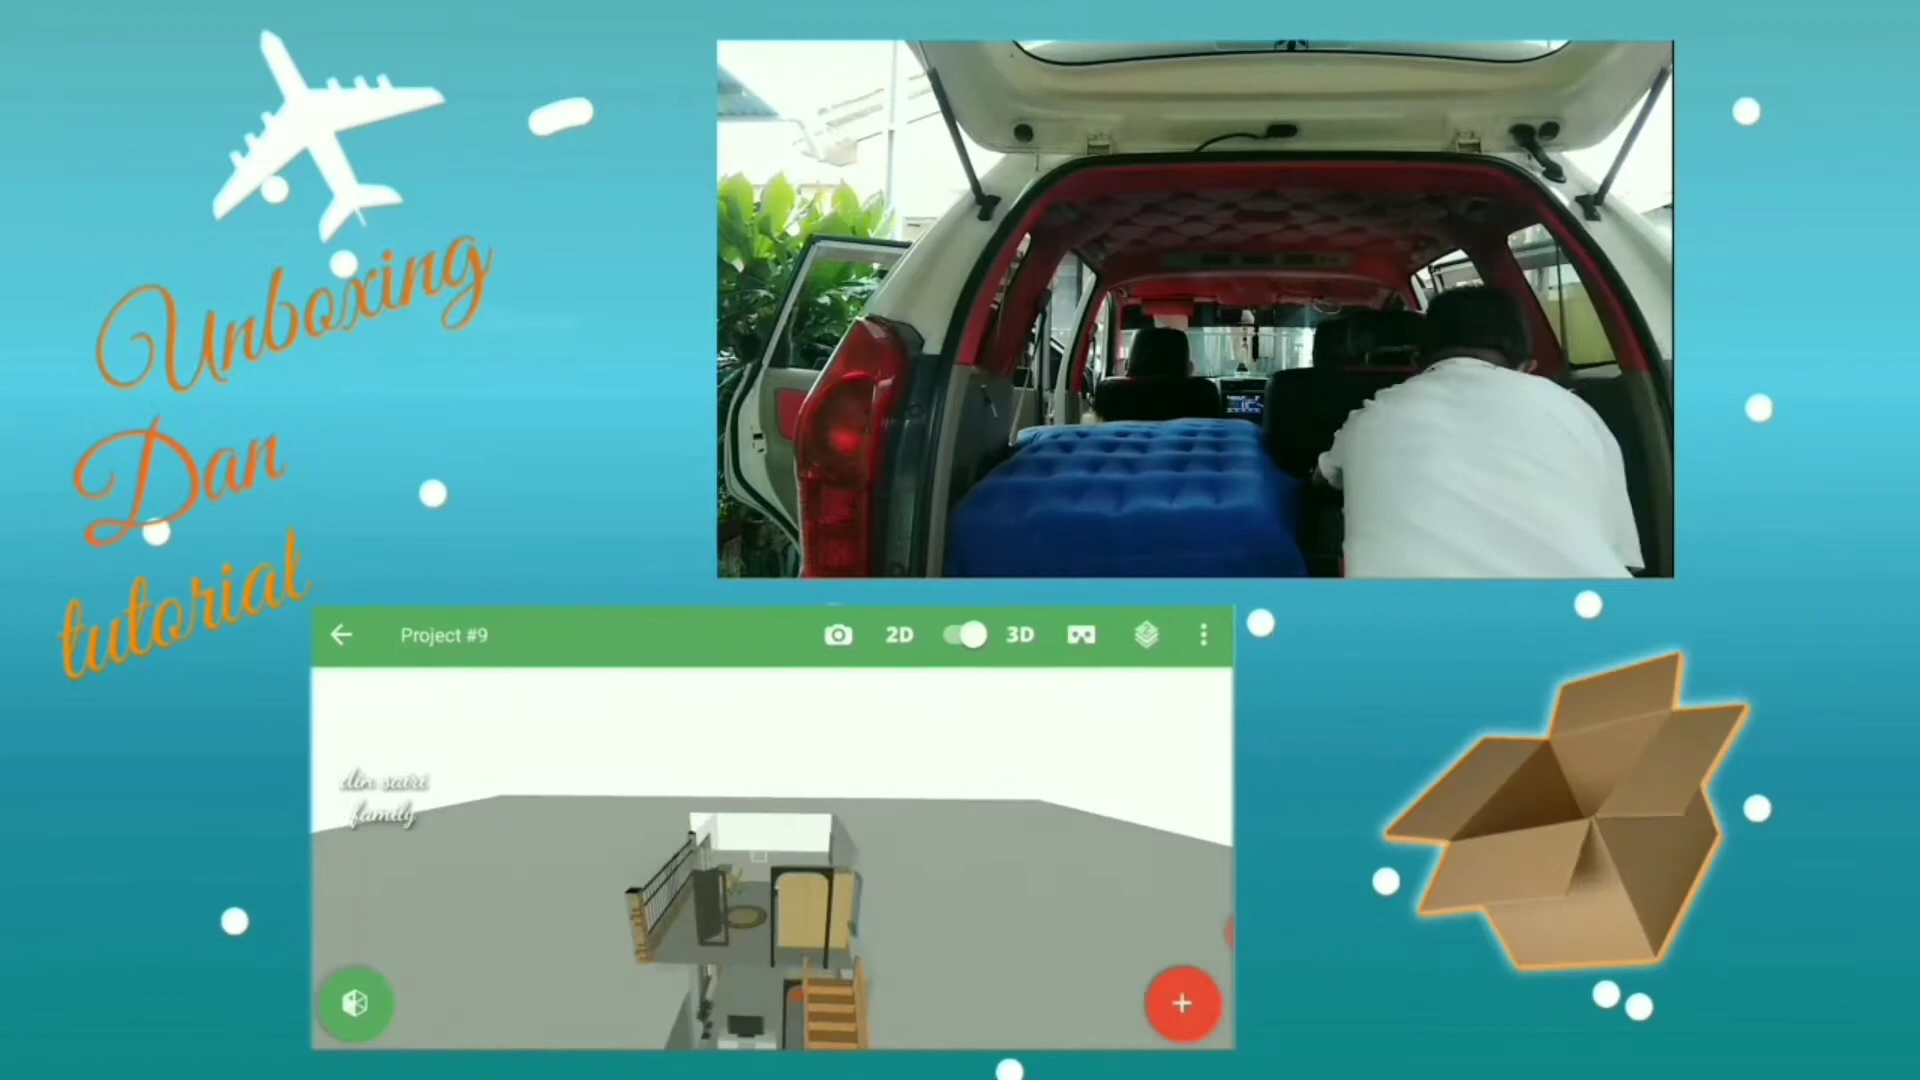 Unboxing
Dan
tutorial
Project #9
2D
3D
din sairi
family